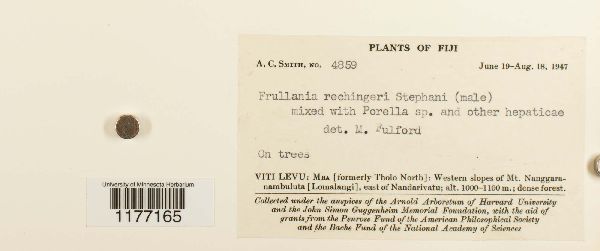 PLANTS OF FIJI
A. C. SMITH, NO. 4859 June 19–Aug. 18, 1947
Frullania rechingeri Stephani (male)
mixed with Porella sp. and other hepaticae
det. M. Fulford
On trees
VITI LEVU: MBA [formerly Tholo North]: Western slopes of Mt. Nanggara-
nambuluta [Lomalangi], east of Nandarivatu; alt. 1000–1100 m.; dense forest.
Collected under the auspices of the Arnold Arboretum of Harvard University
and the John Simon Guggenheim Memorial Foundation, with the aid of
grants from the Penrose Fund of the American Philosophical Society
and the Bache Fund of the National Academy of Sciences
University of Minnesota Herbarium
1177165